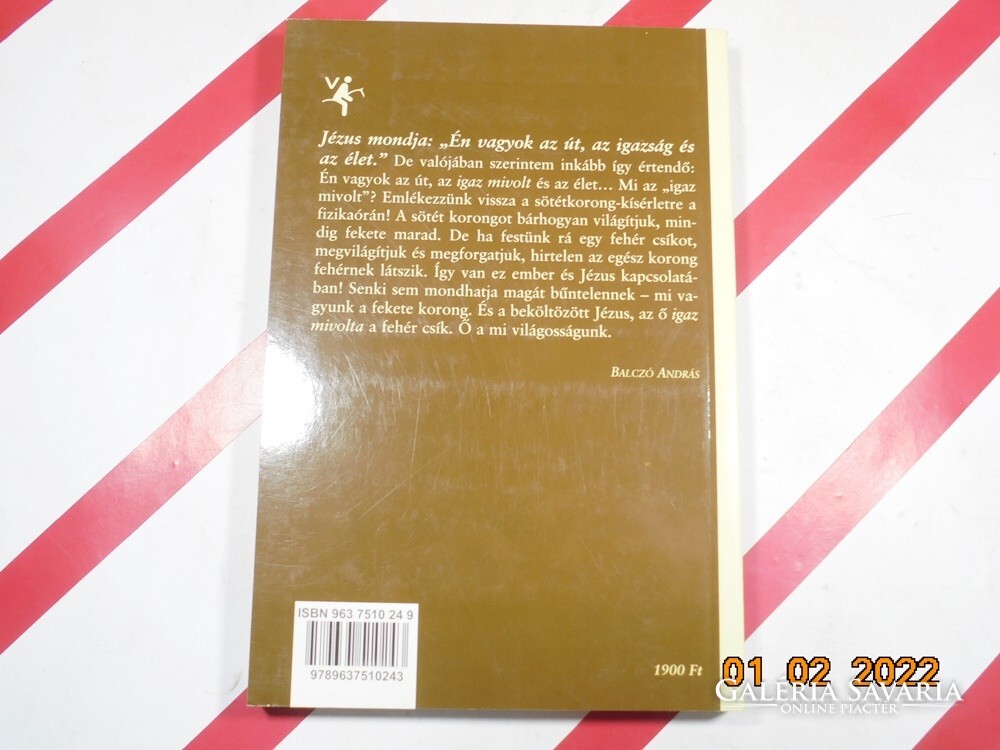 Jézus mondja: „Én vagyok az út, az igazság és
az élet.” De valójában szerintem inkább így értendő:
Én vagyok az út, az igaz mivolt és az élet… Mi az „igaz
mivolt”? Emlékezzünk vissza a sötétkorong-kísérletre a
fizikaórán! A sötét korongot bárhogyan világítjuk, min-
dig fekete marad. De ha festünk rá egy fehér csíkot,
megvilágítjuk és megforgatjuk, hirtelen az egész korong
fehérnek látszik. Így van ez ember és Jézus kapcsolatá-
ban! Senki sem mondhatja magát bűntelennek – mi va-
gyunk a fekete korong. És a beköltözött Jézus, az ő igaz
mivolta a fehér csík. Ő a mi világosságunk.
BALCZÓ ANDRÁS
ISBN 963 7510 24 9
9789637510243
1900 Ft
01 02 2022
GALÉRIA SAVARIA
ONLINE PIACTÉR